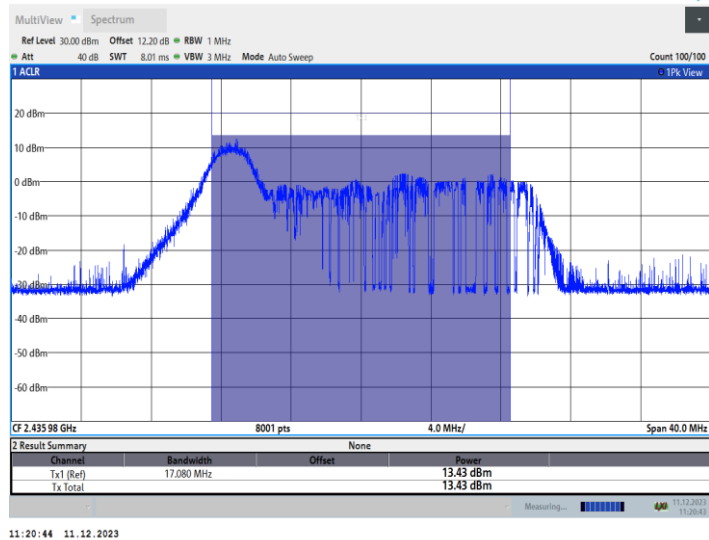 MultiView Spectrum
Ref Level 30.00 dBm Offset 12.20 dB RBW 1 MHz
Att 40 dB SWT 8.01 ms VBW 3 MHz Mode Auto Sweep Count 100/100
1 ACLR 1Pk View
20 dBm
10 dBm
0 dBm
-10 dBm
-20 dBm
-30 dBm
-40 dBm
-50 dBm
-60 dBm
CF 2.43598 GHz 8001 pts 4.0 MHz/ Span 40.0 MHz
2 Result Summary None
Channel Bandwidth Offset Power
Tx1 (Ref) 17.080 MHz 13.43 dBm
Tx Total 13.43 dBm
Measuring... 11.12.2023
11:20:43
11:20:44 11.12.2023